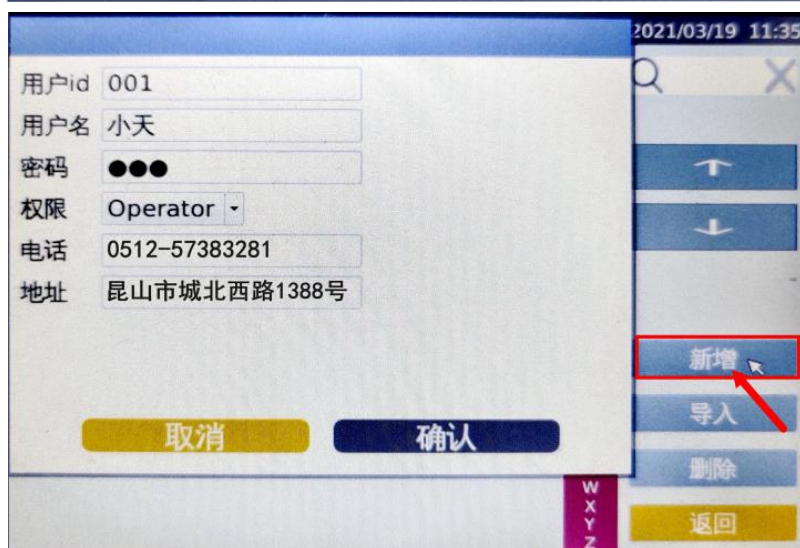 2021/03/19 11:35
用户id 001
用户名 小天
密码 ●●●
权限 Operator
电话 0512-57383281
地址 昆山市城北西路1388号
取消 确认
新增
导入
删除
返回
W
X
Y
Z